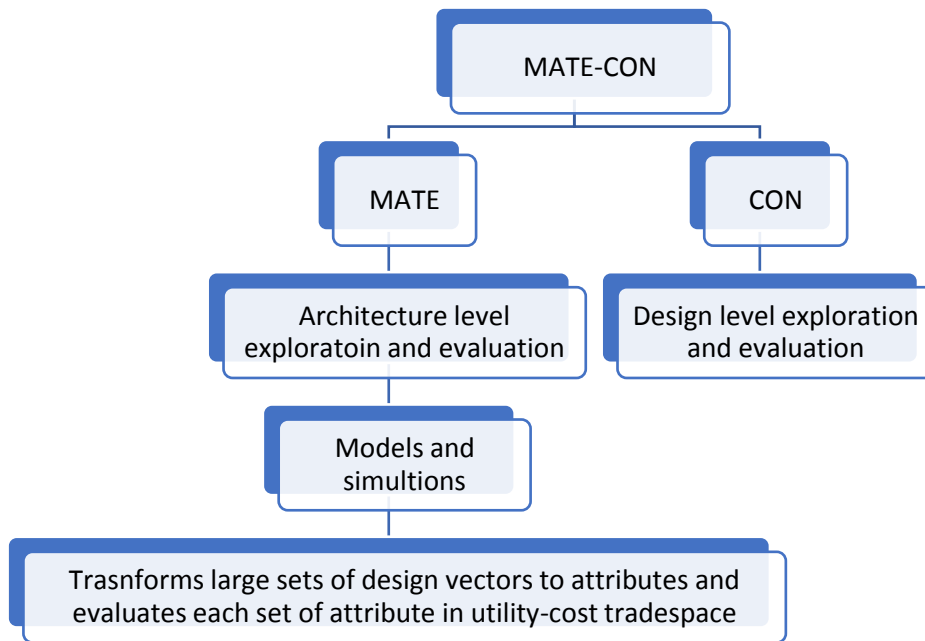 MATE-CON
MATE
CON
Architecture level
exploratoin and evaluation
Design level exploration
and evaluation
Models and
simultions
Trasnforms large sets of design vectors to attributes and
evaluates each set of attribute in utility-cost tradespace